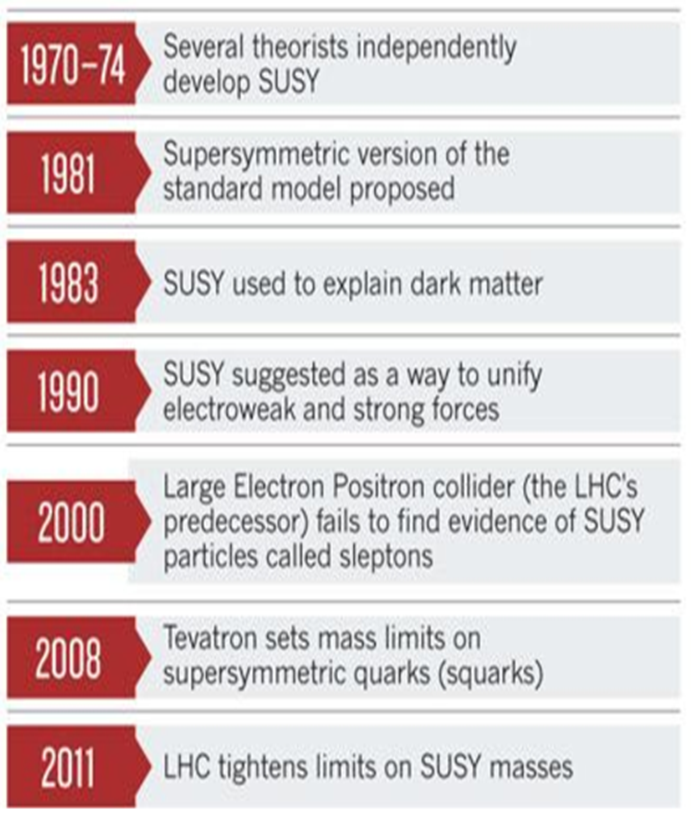 1970–74
Several theorists independently
develop SUSY
1981
Supersymmetric version of the
standard model proposed
1983
SUSY used to explain dark matter
1990
SUSY suggested as a way to unify
electroweak and strong forces
2000
Large Electron Positron collider (the LHC's
predecessor) fails to find evidence of SUSY
particles called sleptons
2008
Tevatron sets mass limits on
supersymmetric quarks (squarks)
2011
LHC tightens limits on SUSY masses